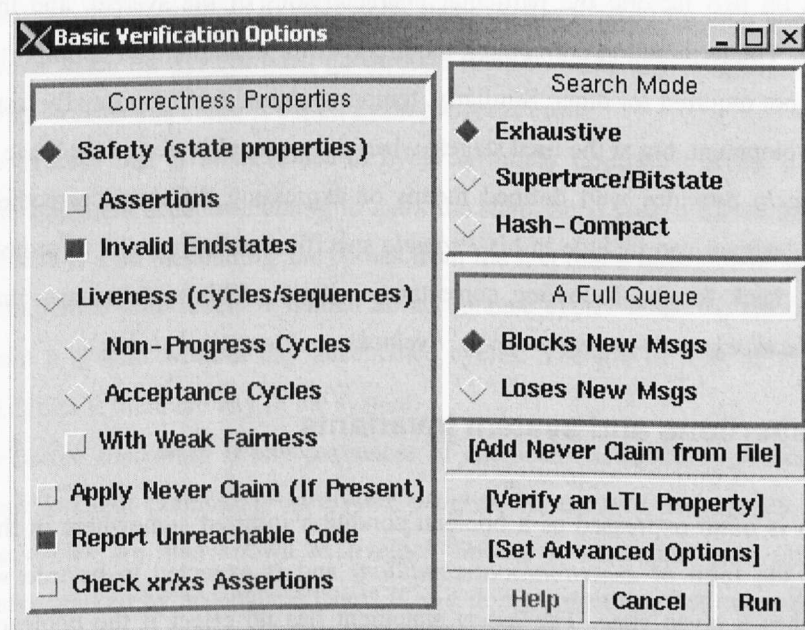 Basic Verification Options
Correctness Properties
Safety (state properties)
Assertions
Invalid Endstates
Liveness (cycles/sequences)
Non-Progress Cycles
Acceptance Cycles
With Weak Fairness
Apply Never Claim (If Present)
Report Unreachable Code
Check xr/xs Assertions
Search Mode
Exhaustive
Supertrace/Bitstate
Hash-Compact
A Full Queue
Blocks New Msgs
Loses New Msgs
[Add Never Claim from File]
[Verify an LTL Property]
[Set Advanced Options]
Help Cancel Run